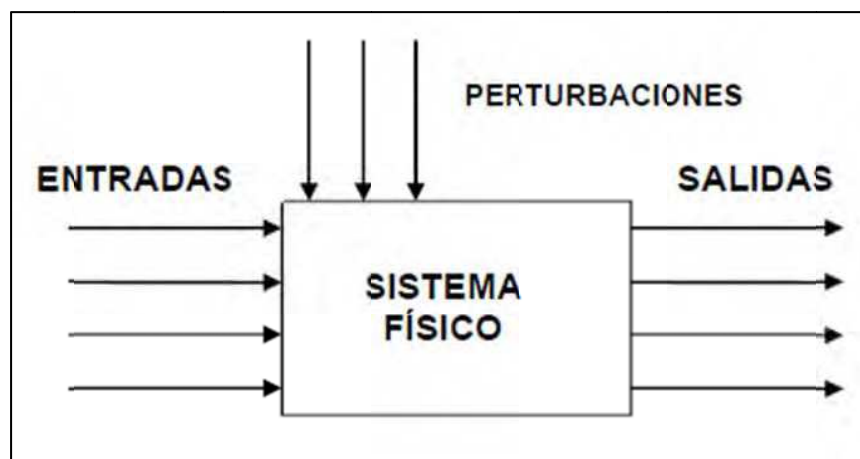 PERTURBACIONES
ENTRADAS
SALIDAS
SISTEMA
FÍSICO